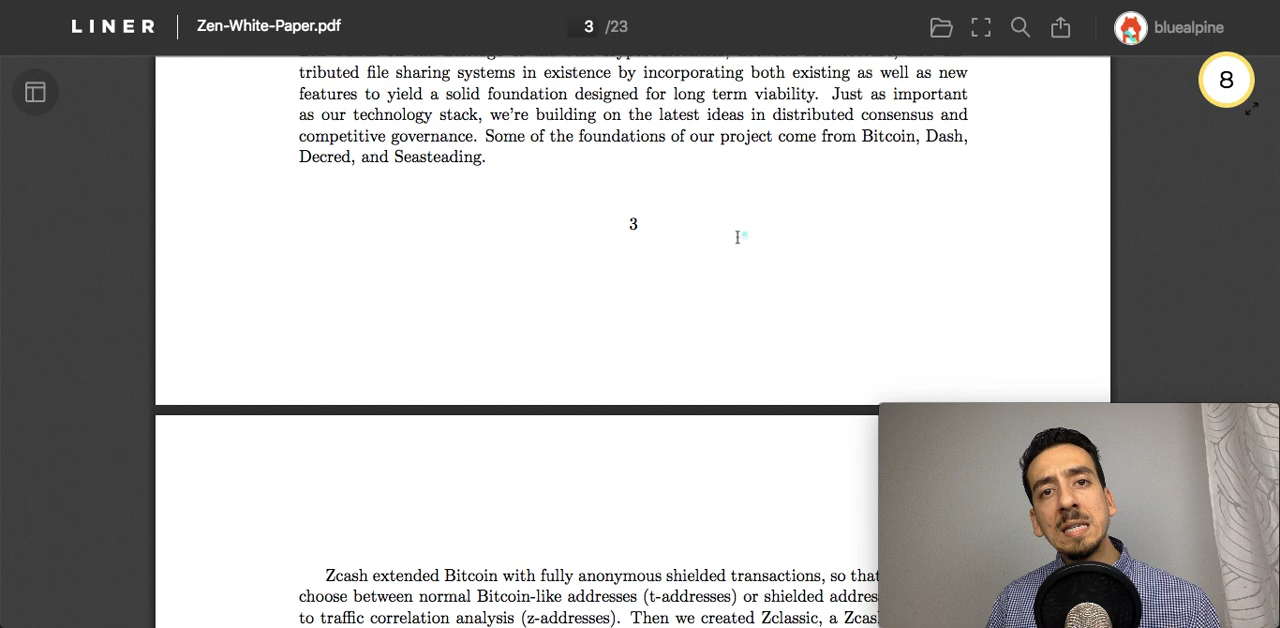 LINER Zen-White-Paper.pdf 3 /23 bluealpine
8
tributed file sharing systems in existence by incorporating both existing as well as new
features to yield a solid foundation designed for long term viability. Just as important
as our technology stack, we're building on the latest ideas in distributed consensus and
competitive governance. Some of the foundations of our project come from Bitcoin, Dash,
Decred, and Seasteading.
3
Zcash extended Bitcoin with fully anonymous shielded transactions, so that
choose between normal Bitcoin-like addresses (t-addresses) or shielded
to traffic correlation analysis (z-addresses). Then we created Zclassic, a